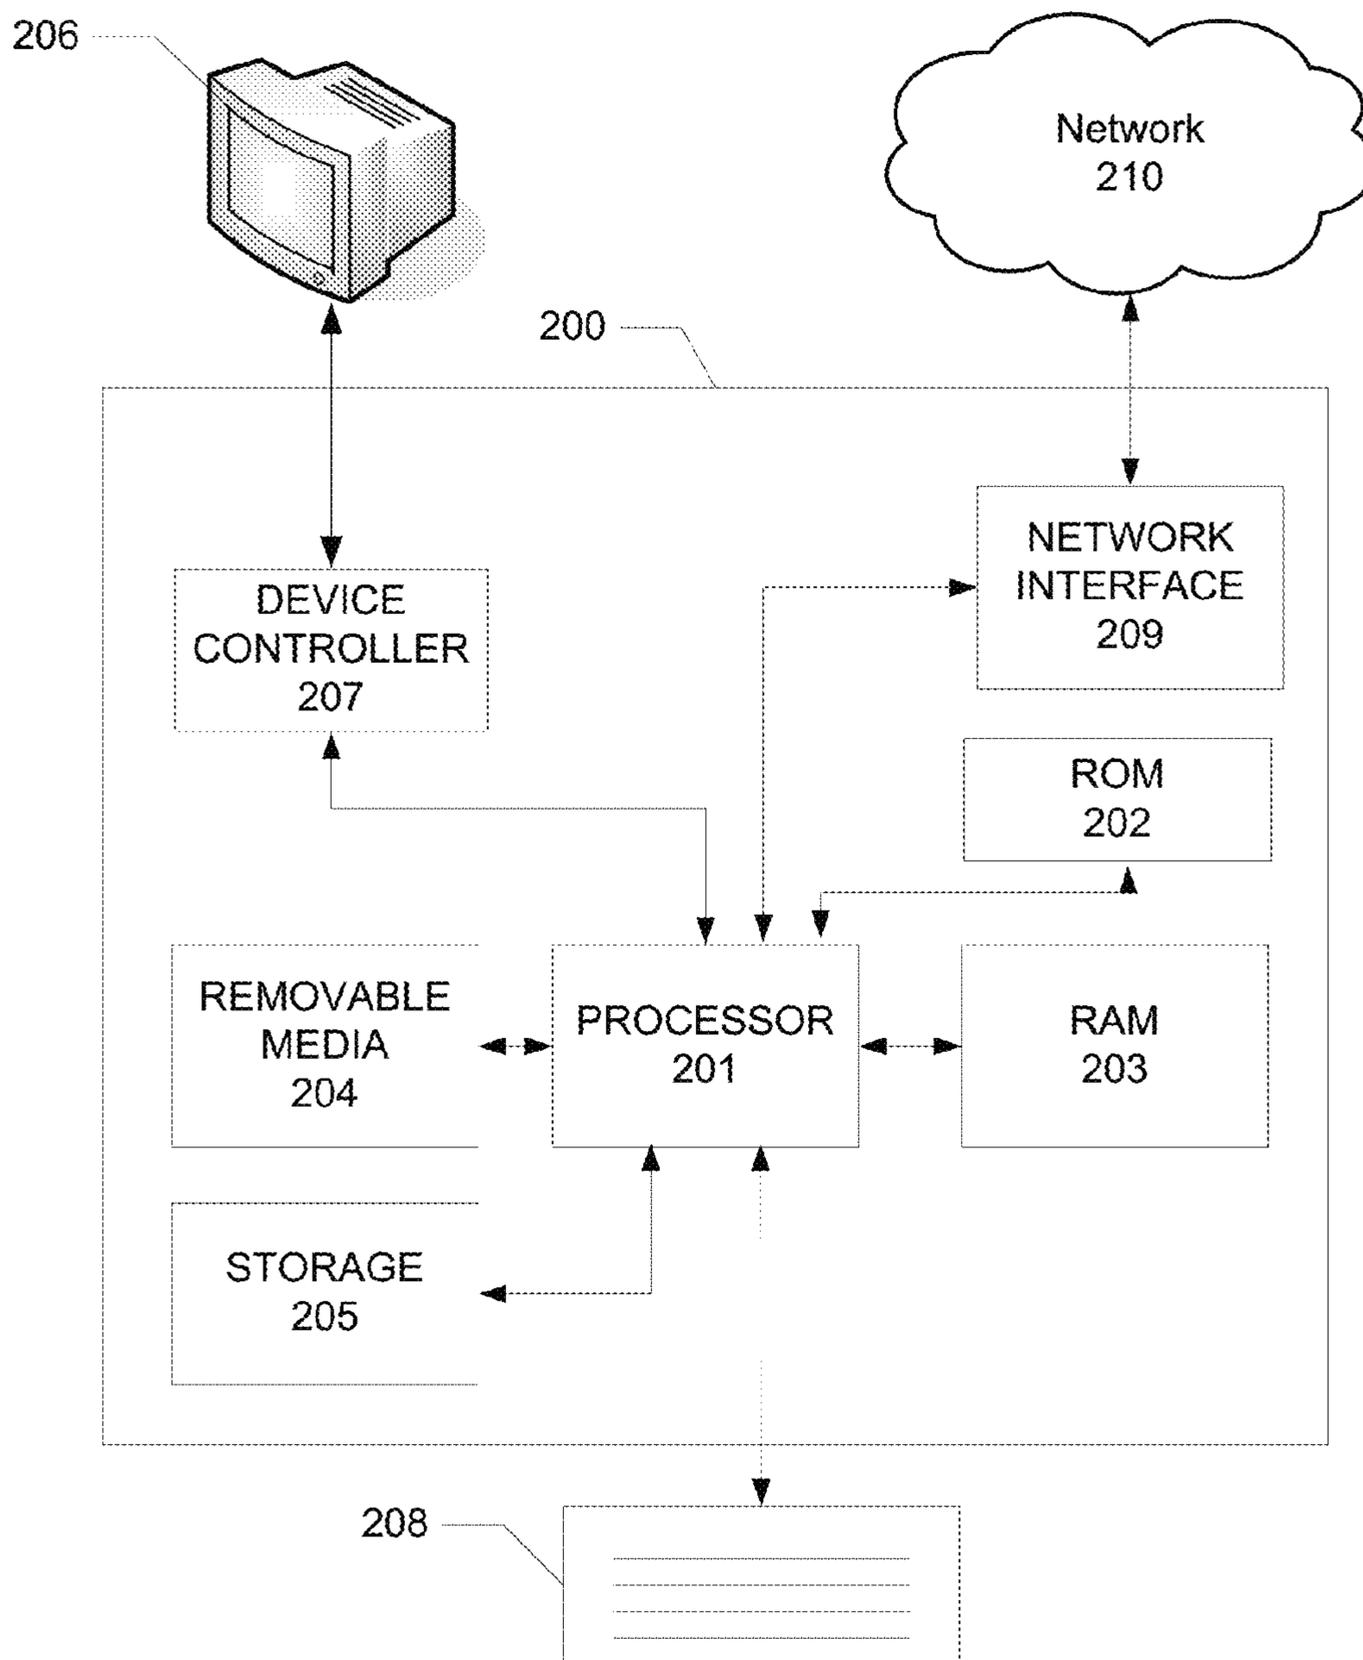 206
Network
210
200
NETWORK
INTERFACE
209
DEVICE
CONTROLLER
207
ROM
202
REMOVABLE
MEDIA
204
PROCESSOR
201
RAM
203
STORAGE
205
208